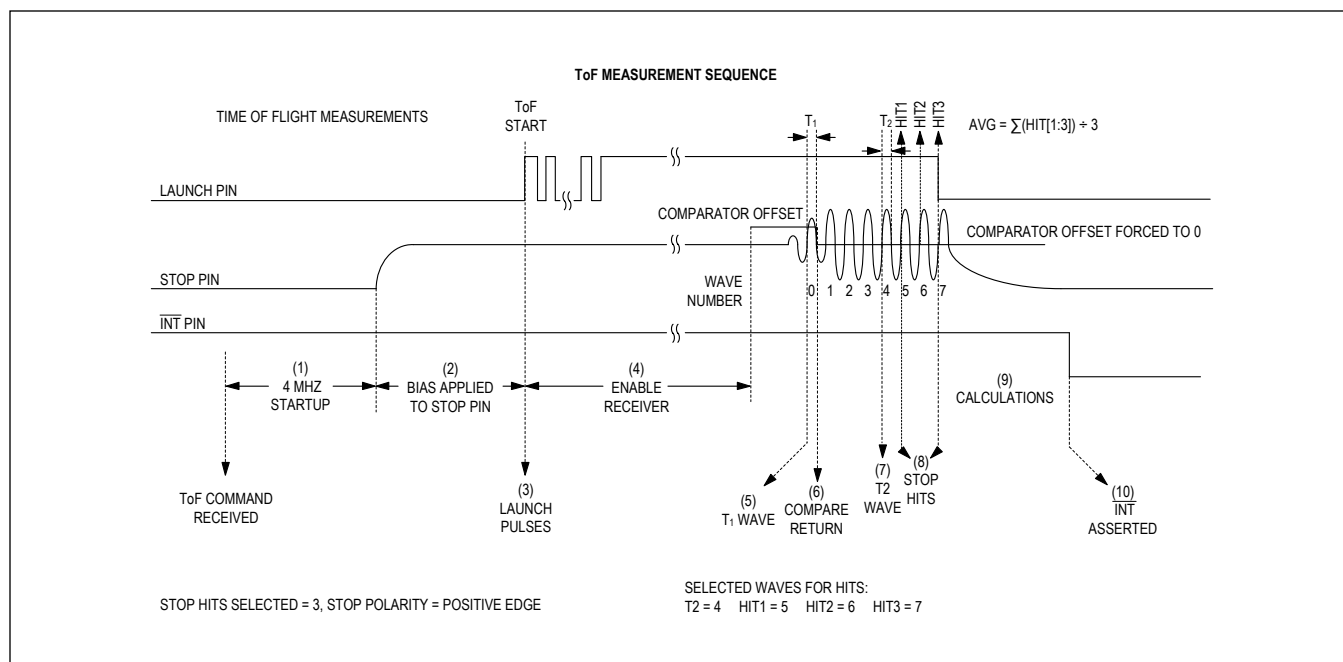 ToF MEASUREMENT SEQUENCE
TIME OF FLIGHT MEASUREMENTS
ToF
START
T1
T2
HIT1
HIT2
HIT3
AVG = ∑(HIT[1:3]) ÷ 3
LAUNCH PIN
COMPARATOR OFFSET
COMPARATOR OFFSET FORCED TO 0
STOP PIN
WAVE
NUMBER
0 1 2 3 4 5 6 7
INT PIN
(1)
4 MHZ
STARTUP
(2)
BIAS APPLIED
TO STOP PIN
(4)
ENABLE
RECEIVER
(9)
CALCULATIONS
ToF COMMAND
RECEIVED
(3)
LAUNCH
PULSES
(5)
T1 WAVE
(6)
COMPARE
RETURN
(7)
T2
WAVE
(8)
STOP
HITS
(10)
INT
ASSERTED
STOP HITS SELECTED = 3, STOP POLARITY = POSITIVE EDGE
SELECTED WAVES FOR HITS:
T2 = 4 HIT1 = 5 HIT2 = 6 HIT3 = 7